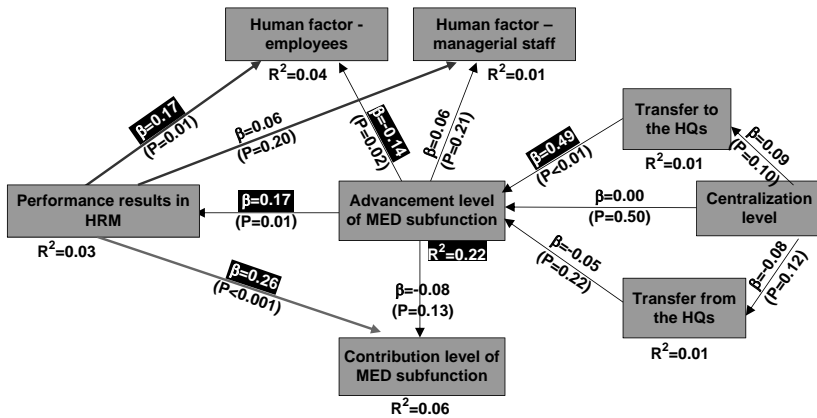 Human factor -
employees
R²=0.04
Human factor –
managerial staff
R²=0.01
β=0.17
(P=0.01)
β=0.06
(P=0.20)
β=-0.14
(P=0.02)
β=0.06
(P=0.21)
Transfer to
the HQs
R²=0.01
β=0.49
(P<0.01)
β=0.09
(P=0.10)
Performance results in
HRM
R²=0.03
β=0.17
(P=0.01)
Advancement level
of MED subfunction
R²=0.22
β=0.00
(P=0.50)
Centralization
level
β=-0.05
(P=0.22)
β=-0.08
(P=0.12)
β=0.26
(P<0.001)
β=-0.08
(P=0.13)
Transfer from
the HQs
R²=0.01
Contribution level of
MED subfunction
R²=0.06